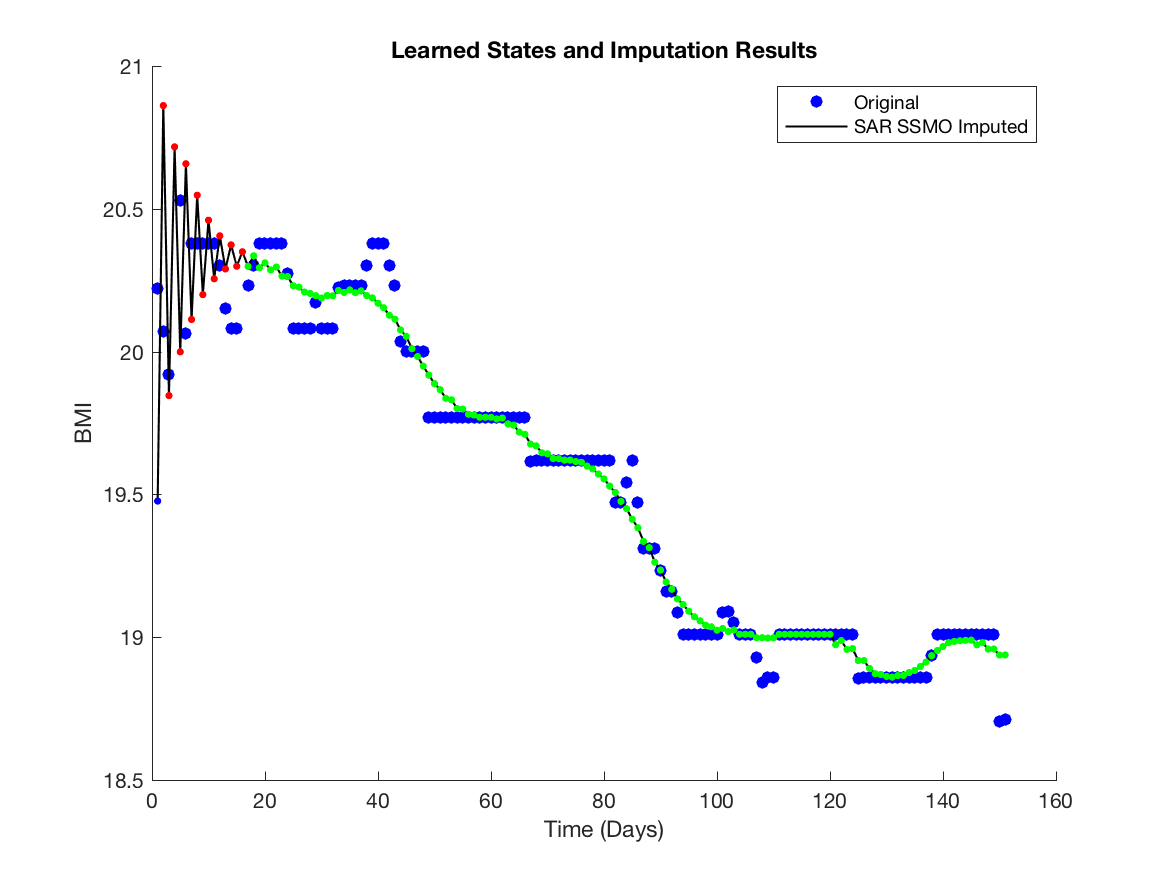 Learned States and Imputation Results
21
20.5
20
19.5
19
18.5
BMI
Original
SAR SSMO Imputed
0 20 40 60 80 100 120 140 160
Time (Days)